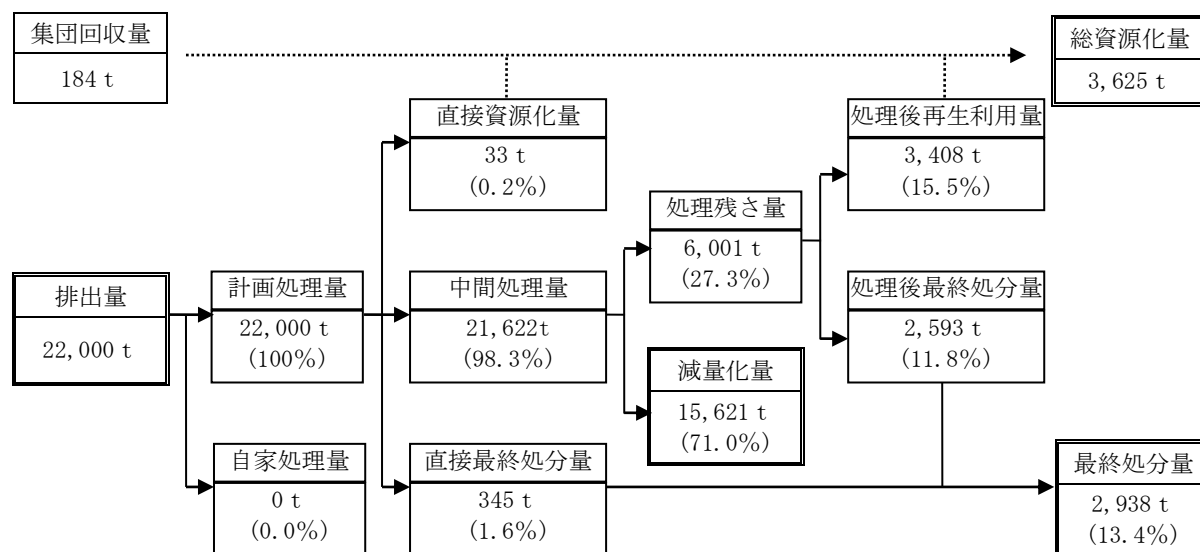 集団回収量
184 t
総資源化量
3,625 t
直接資源化量
33 t
(0.2%)
処理後再生利用量
3,408 t
(15.5%)
処理残さ量
6,001 t
(27.3%)
排出量
22,000 t
計画処理量
22,000 t
(100%)
中間処理量
21,622t
(98.3%)
処理後最終処分量
2,593 t
(11.8%)
減量化量
15,621 t
(71.0%)
自家処理量
0 t
(0.0%)
直接最終処分量
345 t
(1.6%)
最終処分量
2,938 t
(13.4%)